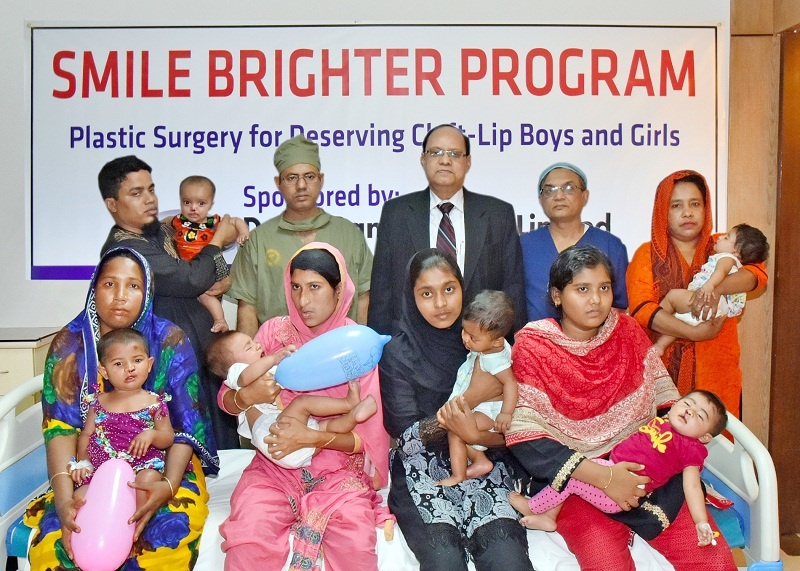 SMILE BRIGHTER PROGRAM
Plastic Surgery for Deserving Cleft-Lip Boys and Girls
Sponsored by: